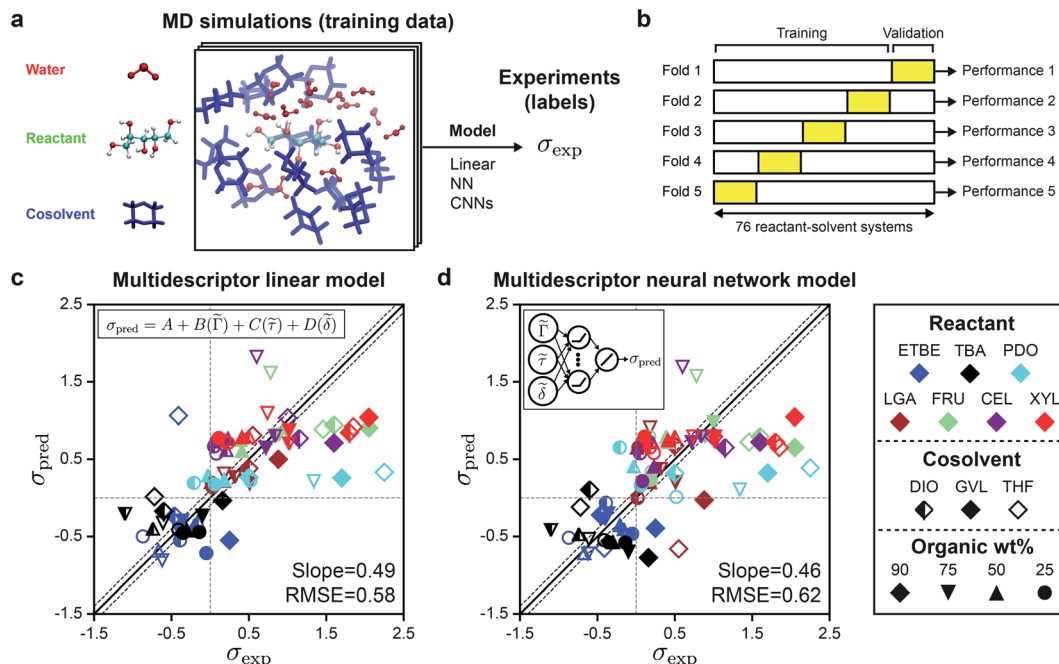 a
MD simulations (training data)
Water
Reactant
Cosolvent
Model
Linear
NN
CNNs
Experiments
(labels)
σexp
b
Training Validation
Fold 1 Performance 1
Fold 2 Performance 2
Fold 3 Performance 3
Fold 4 Performance 4
Fold 5 Performance 5
76 reactant-solvent systems
c Multidescriptor linear model
σpred = A + B(Γ̃) + C(τ̃) + D(δ̃)
2.5
1.5
0.5
-0.5
-1.5
σpred
Slope=0.49
RMSE=0.58
-1.5 -0.5 0.5 1.5 2.5
σexp
d Multidescriptor neural network model
Γ̃
τ̃
δ̃
σpred
2.5
1.5
0.5
-0.5
-1.5
σpred
Slope=0.46
RMSE=0.62
-1.5 -0.5 0.5 1.5 2.5
σexp
Reactant
ETBE TBA PDO
LGA FRU CEL XYL
Cosolvent
DIO GVL THF
Organic wt%
90 75 50 25